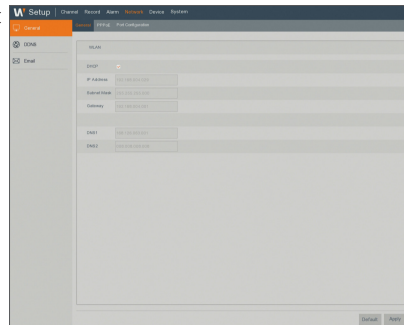 W Setup Channel Record Alarm Network Device System
General
General PPPoE Port Configuration
DDNS
Email
WLAN
DHCP
IP Address
Subnet Mask
Gateway
DNS1
DNS2
Default Apply